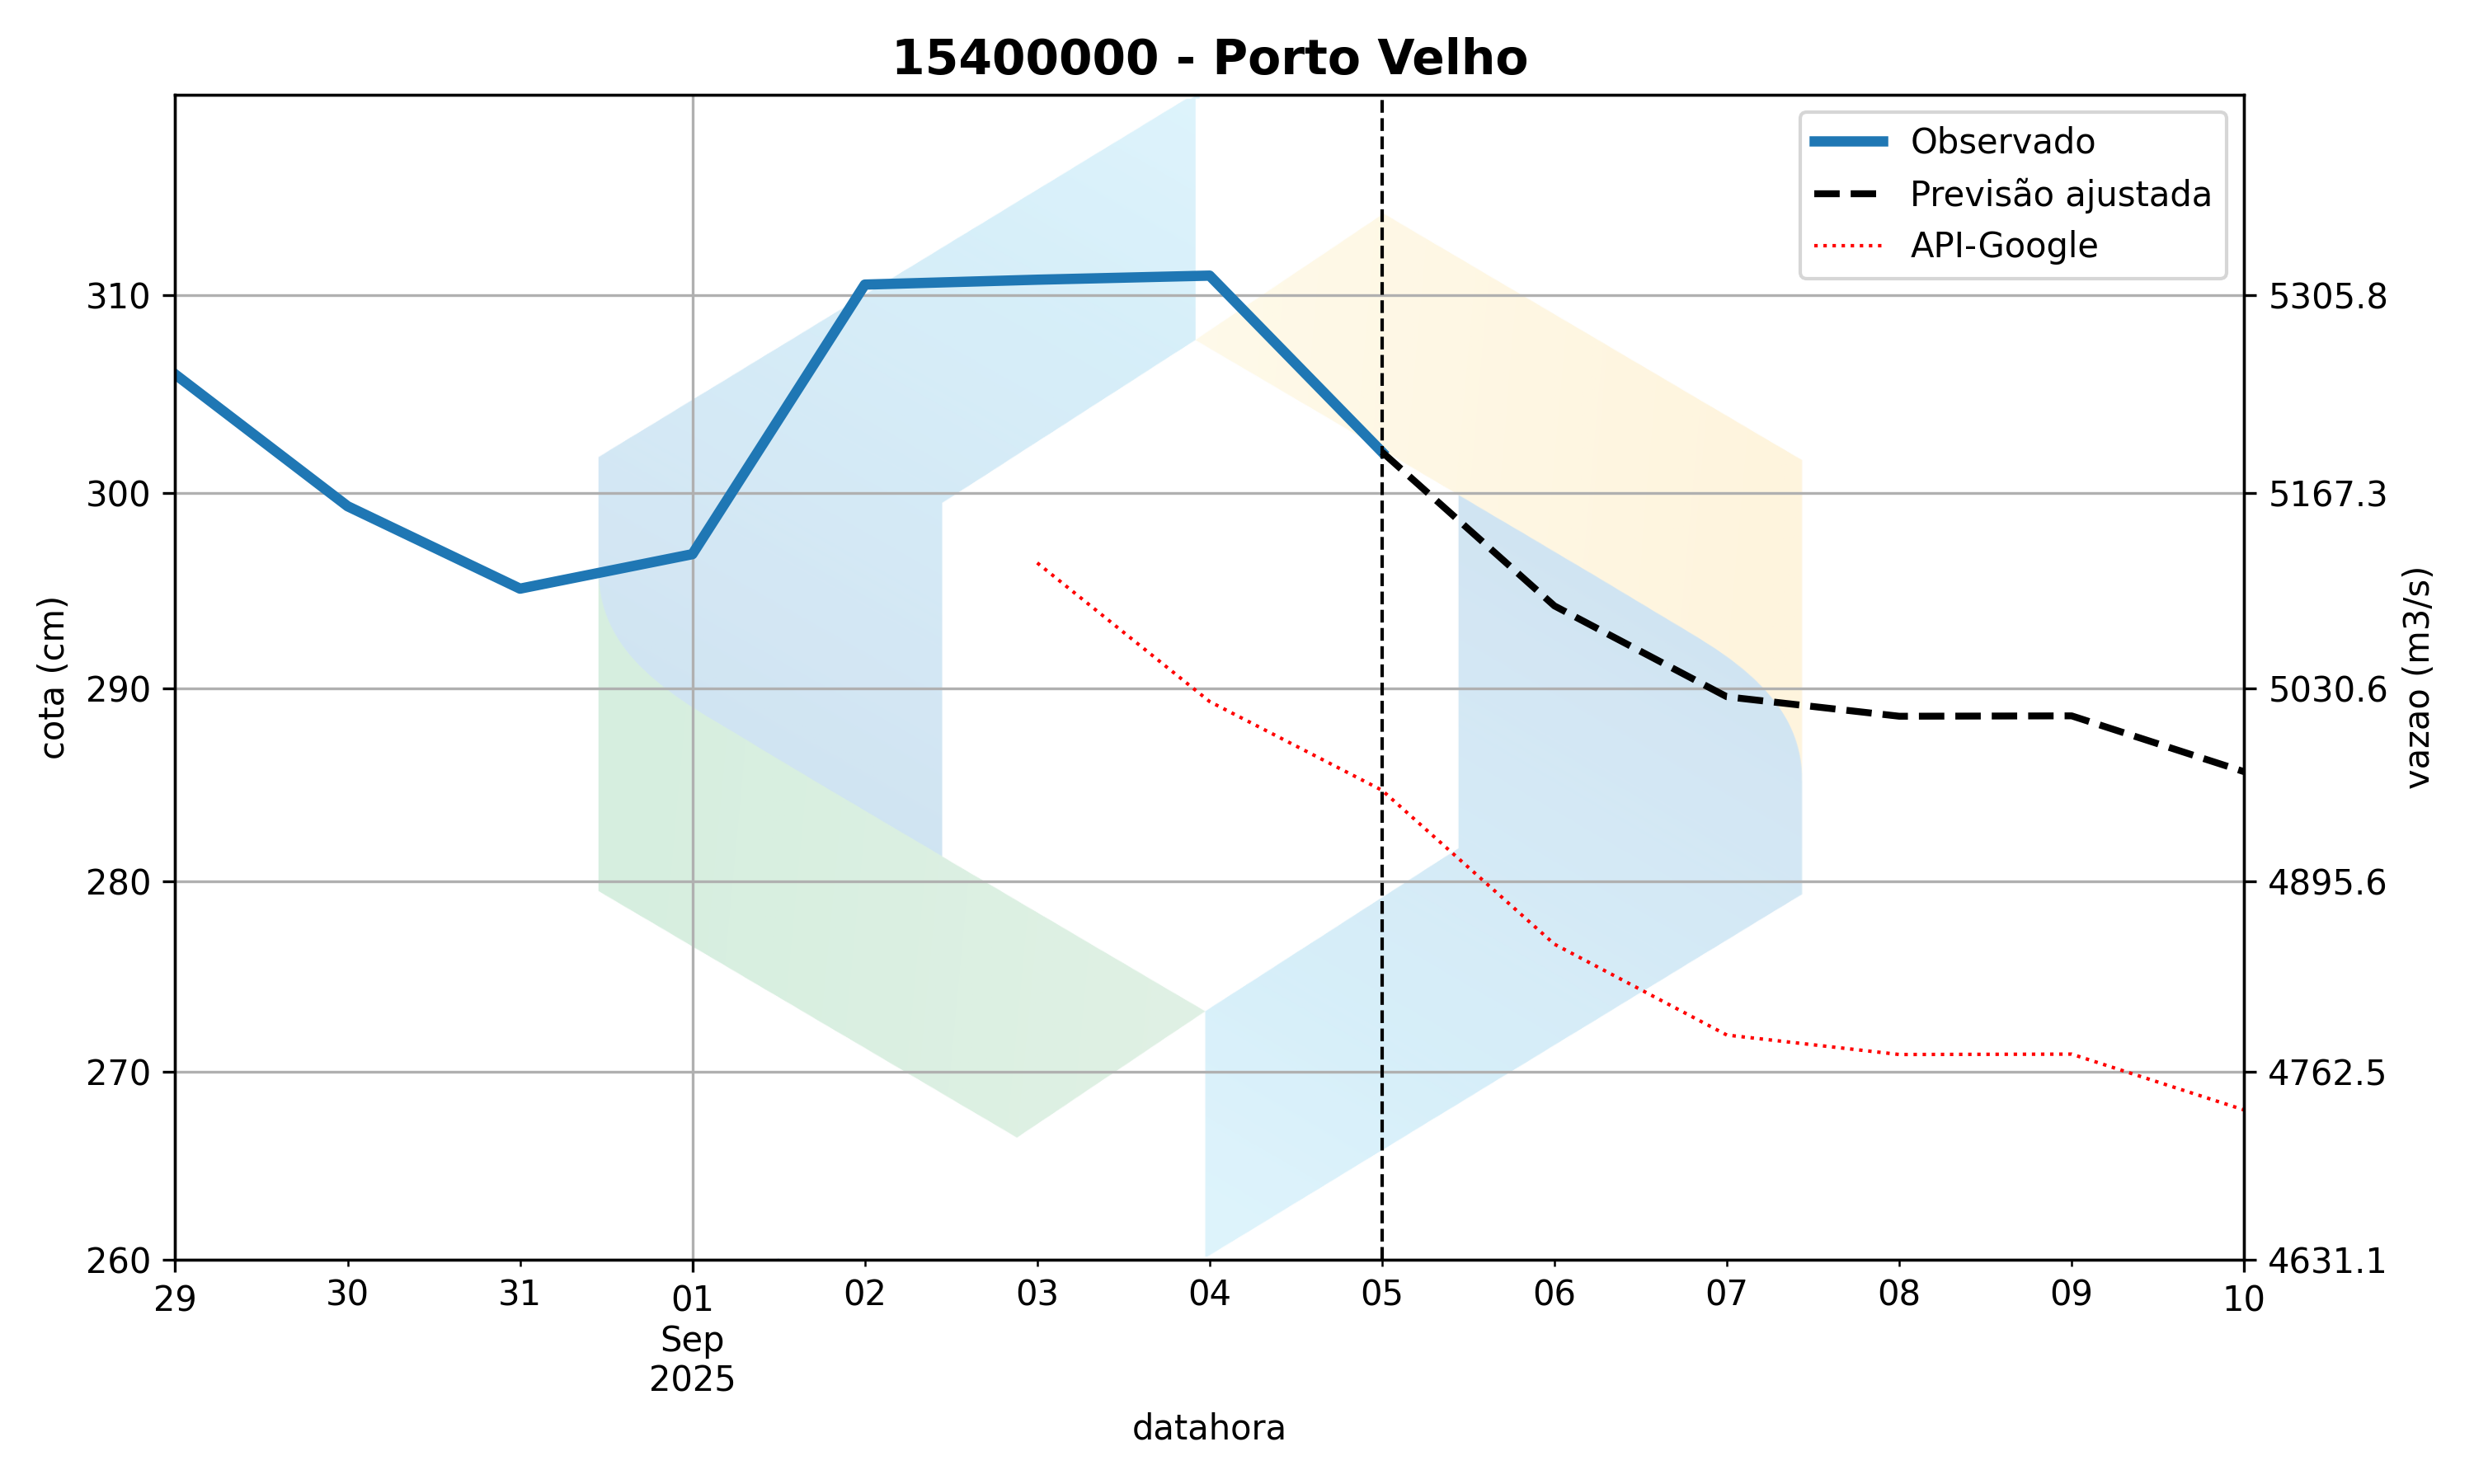 15400000 - Porto Velho
Observado
Previsão ajustada
API-Google
310
300
290
280
270
260
cota (cm)
5305.8
5167.3
5030.6
4895.6
4762.5
4631.1
vazao (m3/s)
29 30 31 01 02 03 04 05 06 07 08 09 10
Sep
2025
datahora